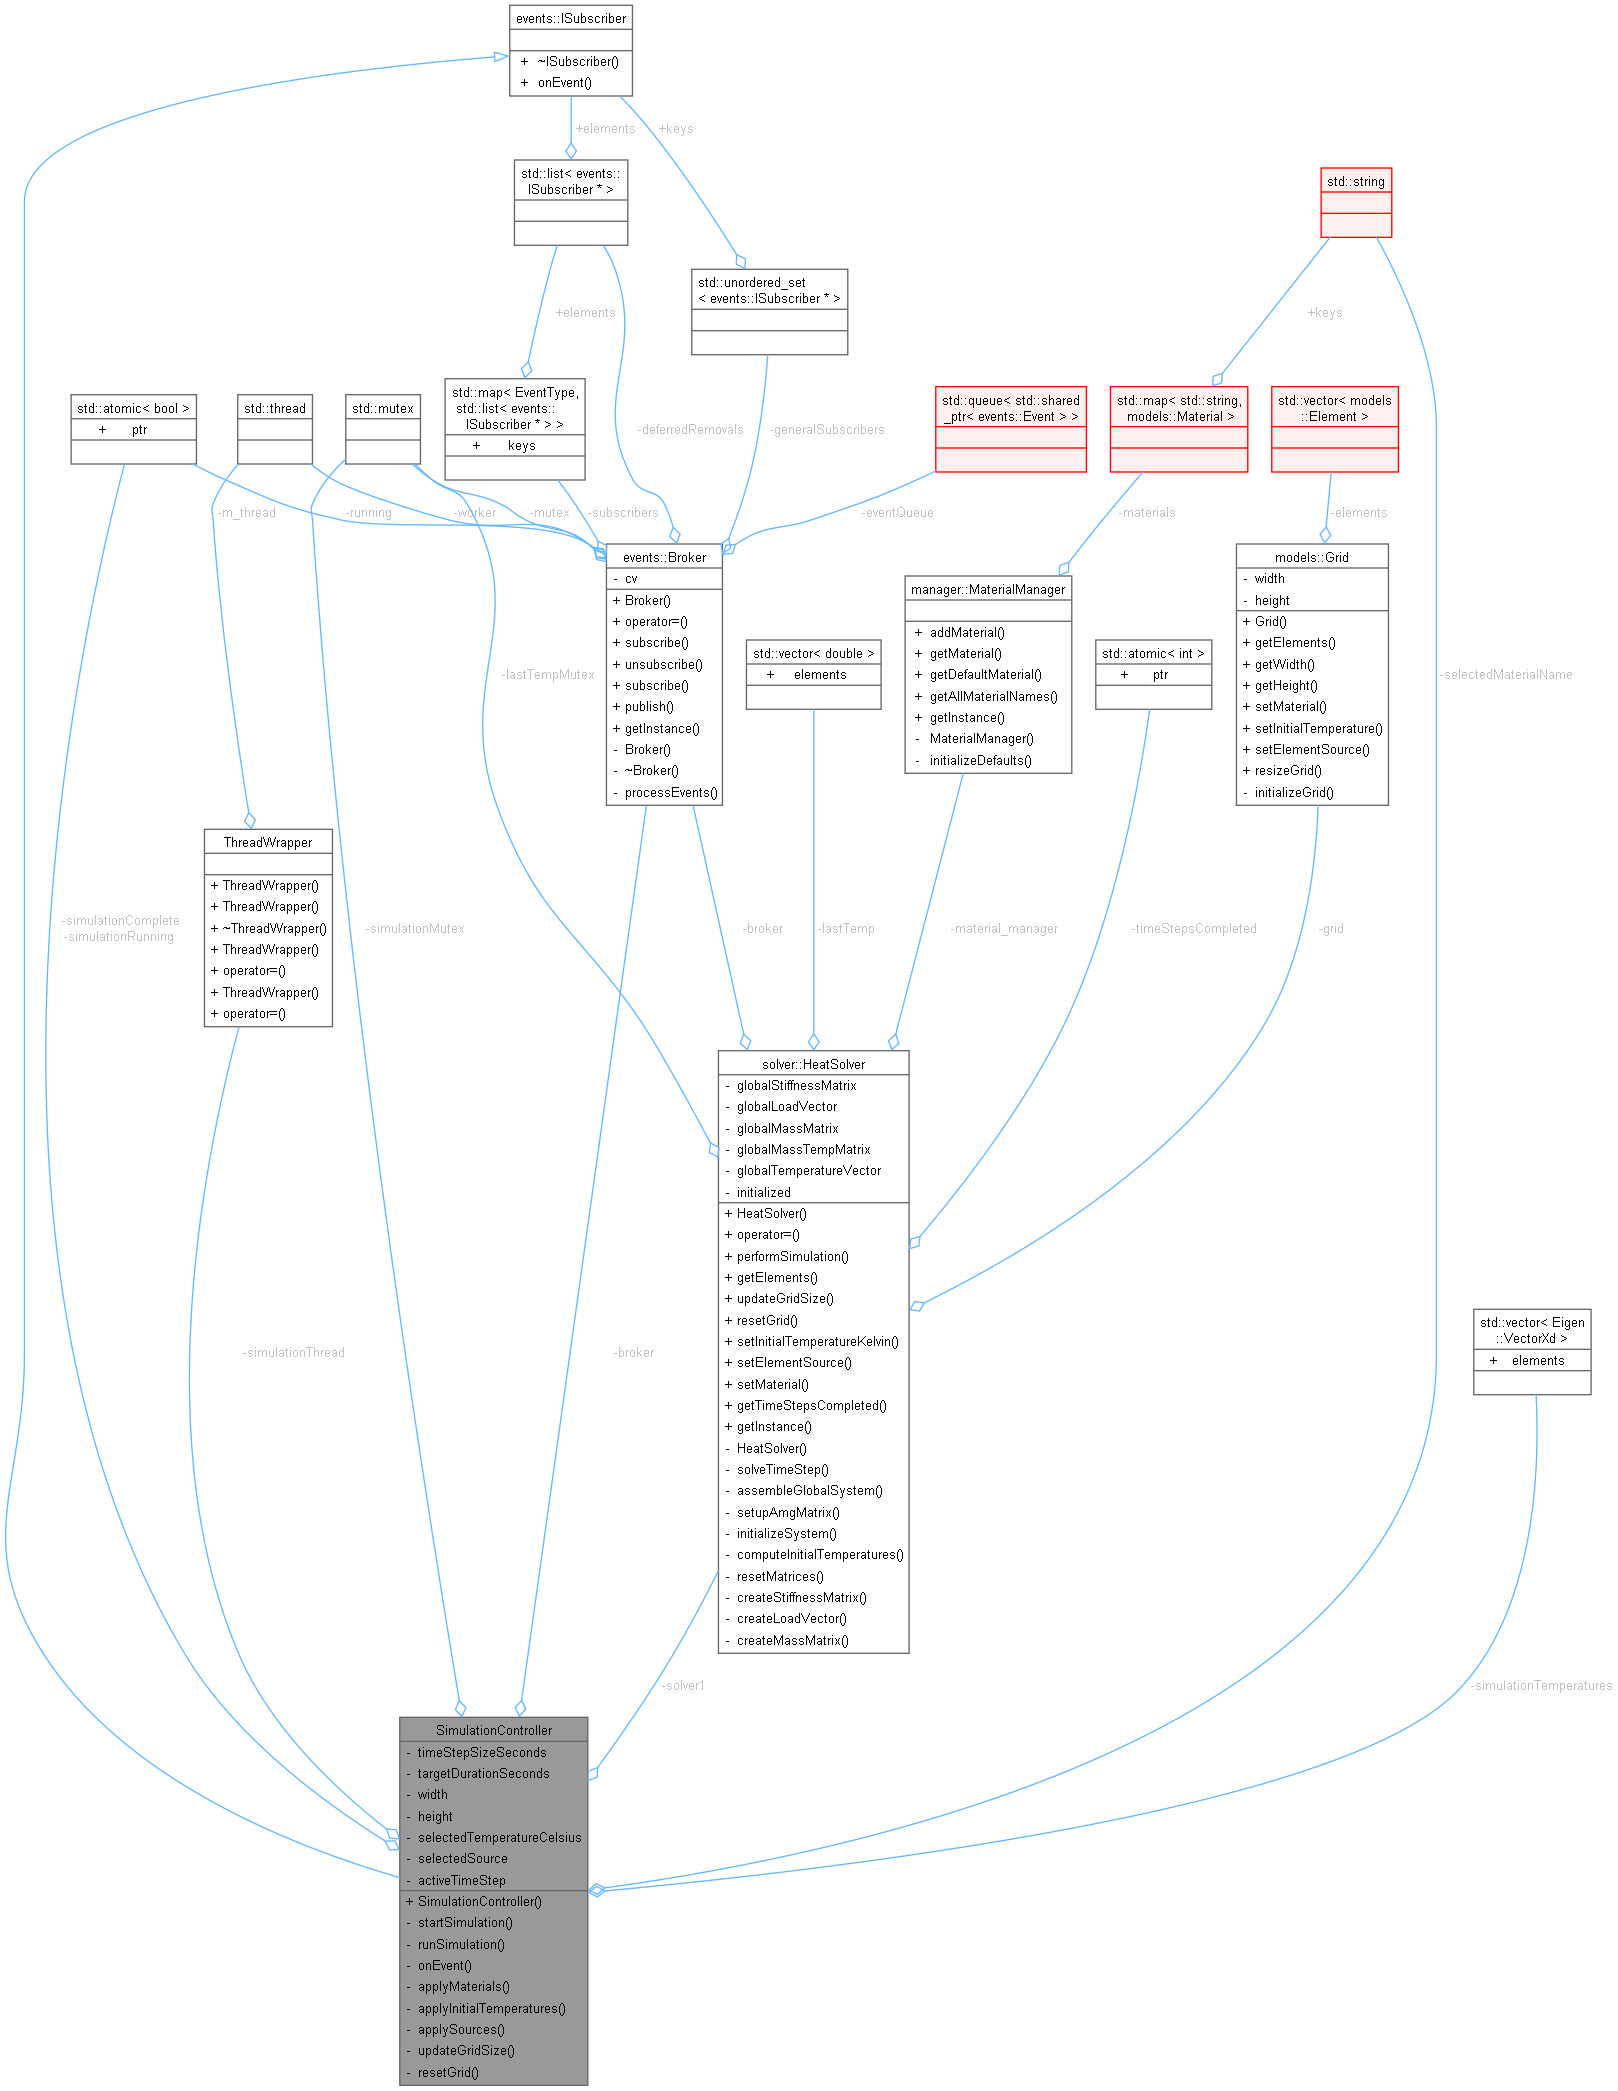 events::ISubscriber
+ ~ISubscriber()
+ onEvent()
+elements
+keys
std::list< events::
ISubscriber * >
std::string
std::unordered_set
< events::ISubscriber * >
+elements
+keys
std::atomic< bool >
+ ptr
std::thread
std::mutex
std::map< EventType,
std::list< events::
ISubscriber * > >
+ keys
-deferredRemovals
-generalSubscribers
std::queue< std::shared
_ptr< events::Event > >
std::map< std::string,
models::Material >
std::vector< models
::Element >
-m_thread
-running
-worker
-mutex
-subscribers
-eventQueue
-materials
-elements
events::Broker
- cv
+ Broker()
+ operator=()
+ subscribe()
+ unsubscribe()
+ subscribe()
+ publish()
+ getInstance()
- Broker()
- ~Broker()
- processEvents()
manager::MaterialManager
+ addMaterial()
+ getMaterial()
+ getDefaultMaterial()
+ getAllMaterialNames()
+ getInstance()
- MaterialManager()
- initializeDefaults()
models::Grid
- width
- height
+ Grid()
+ getElements()
+ getWidth()
+ getHeight()
+ setMaterial()
+ setInitialTemperature()
+ setElementSource()
+ resizeGrid()
- initializeGrid()
-lastTempMutex
std::vector< double >
+ elements
std::atomic< int >
+ ptr
-selectedMaterialName
ThreadWrapper
+ ThreadWrapper()
+ ThreadWrapper()
+ ~ThreadWrapper()
+ ThreadWrapper()
+ operator=()
+ ThreadWrapper()
+ operator=()
-simulationComplete
-simulationRunning
-simulationMutex
-broker
-lastTemp
-material_manager
-timeStepsCompleted
-grid
solver::HeatSolver
- globalStiffnessMatrix
- globalLoadVector
- globalMassMatrix
- globalMassTempMatrix
- globalTemperatureVector
- initialized
+ HeatSolver()
+ operator=()
+ performSimulation()
+ getElements()
+ updateGridSize()
+ resetGrid()
+ setInitialTemperatureKelvin()
+ setElementSource()
+ setMaterial()
+ getTimeStepsCompleted()
+ getInstance()
- HeatSolver()
- solveTimeStep()
- assembleGlobalSystem()
- setupAmgMatrix()
- initializeSystem()
- computeInitialTemperatures()
- resetMatrices()
- createStiffnessMatrix()
- createLoadVector()
- createMassMatrix()
-simulationThread
-broker
std::vector< Eigen
::VectorXd >
+ elements
-solver1
-simulationTemperatures
SimulationController
- timeStepSizeSeconds
- targetDurationSeconds
- width
- height
- selectedTemperatureCelsius
- selectedSource
- activeTimeStep
+ SimulationController()
- startSimulation()
- runSimulation()
- onEvent()
- applyMaterials()
- applyInitialTemperatures()
- applySources()
- updateGridSize()
- resetGrid()